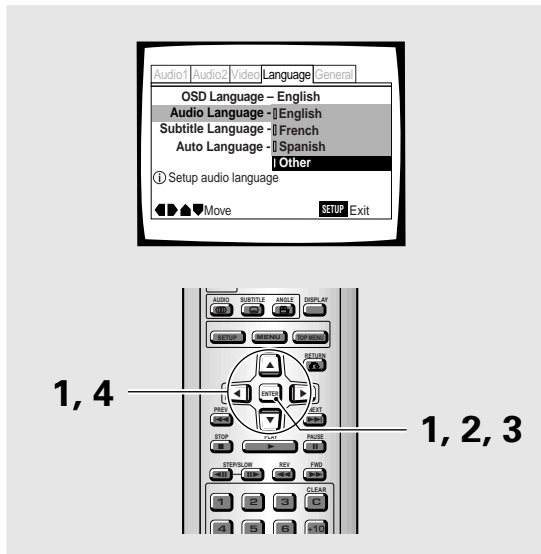 Audio1 Audio2 Video Language General
OSD Language – English
Audio Language - English
Subtitle Language - French
Auto Language - Spanish
Other
i Setup audio language
Move SETUP Exit
AUDIO SUBTITLE ANGLE DISPLAY
SETUP MENU TOP MENU
RETURN
1, 4
ENTER
1, 2, 3
PREV NEXT
STOP PLAY PAUSE
STEP/SLOW REV FWD
CLEAR
1 2 3 C
4 5 6 +10